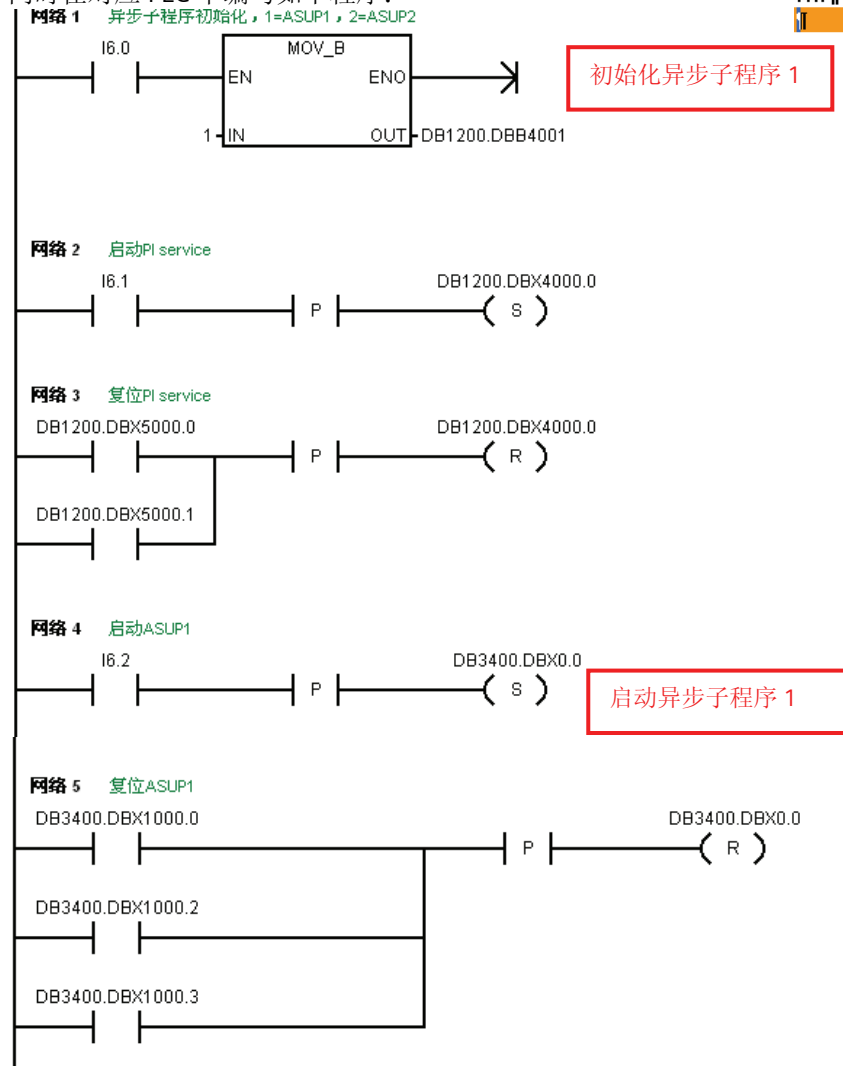 网络 1 异步子程序初始化，1=ASUP1，2=ASUP2
I6.0
MOV_B
EN ENO
初始化异步子程序 1
1 IN OUT DB1200.DBB4001
网络 2 启动PI service
I6.1 DB1200.DBX4000.0
P S
网络 3 复位PI service
DB1200.DBX5000.0 DB1200.DBX4000.0
P R
DB1200.DBX5000.1
网络 4 启动ASUP1
I6.2 DB3400.DBX0.0
P S
启动异步子程序 1
网络 5 复位ASUP1
DB3400.DBX1000.0 DB3400.DBX0.0
P R
DB3400.DBX1000.2
DB3400.DBX1000.3